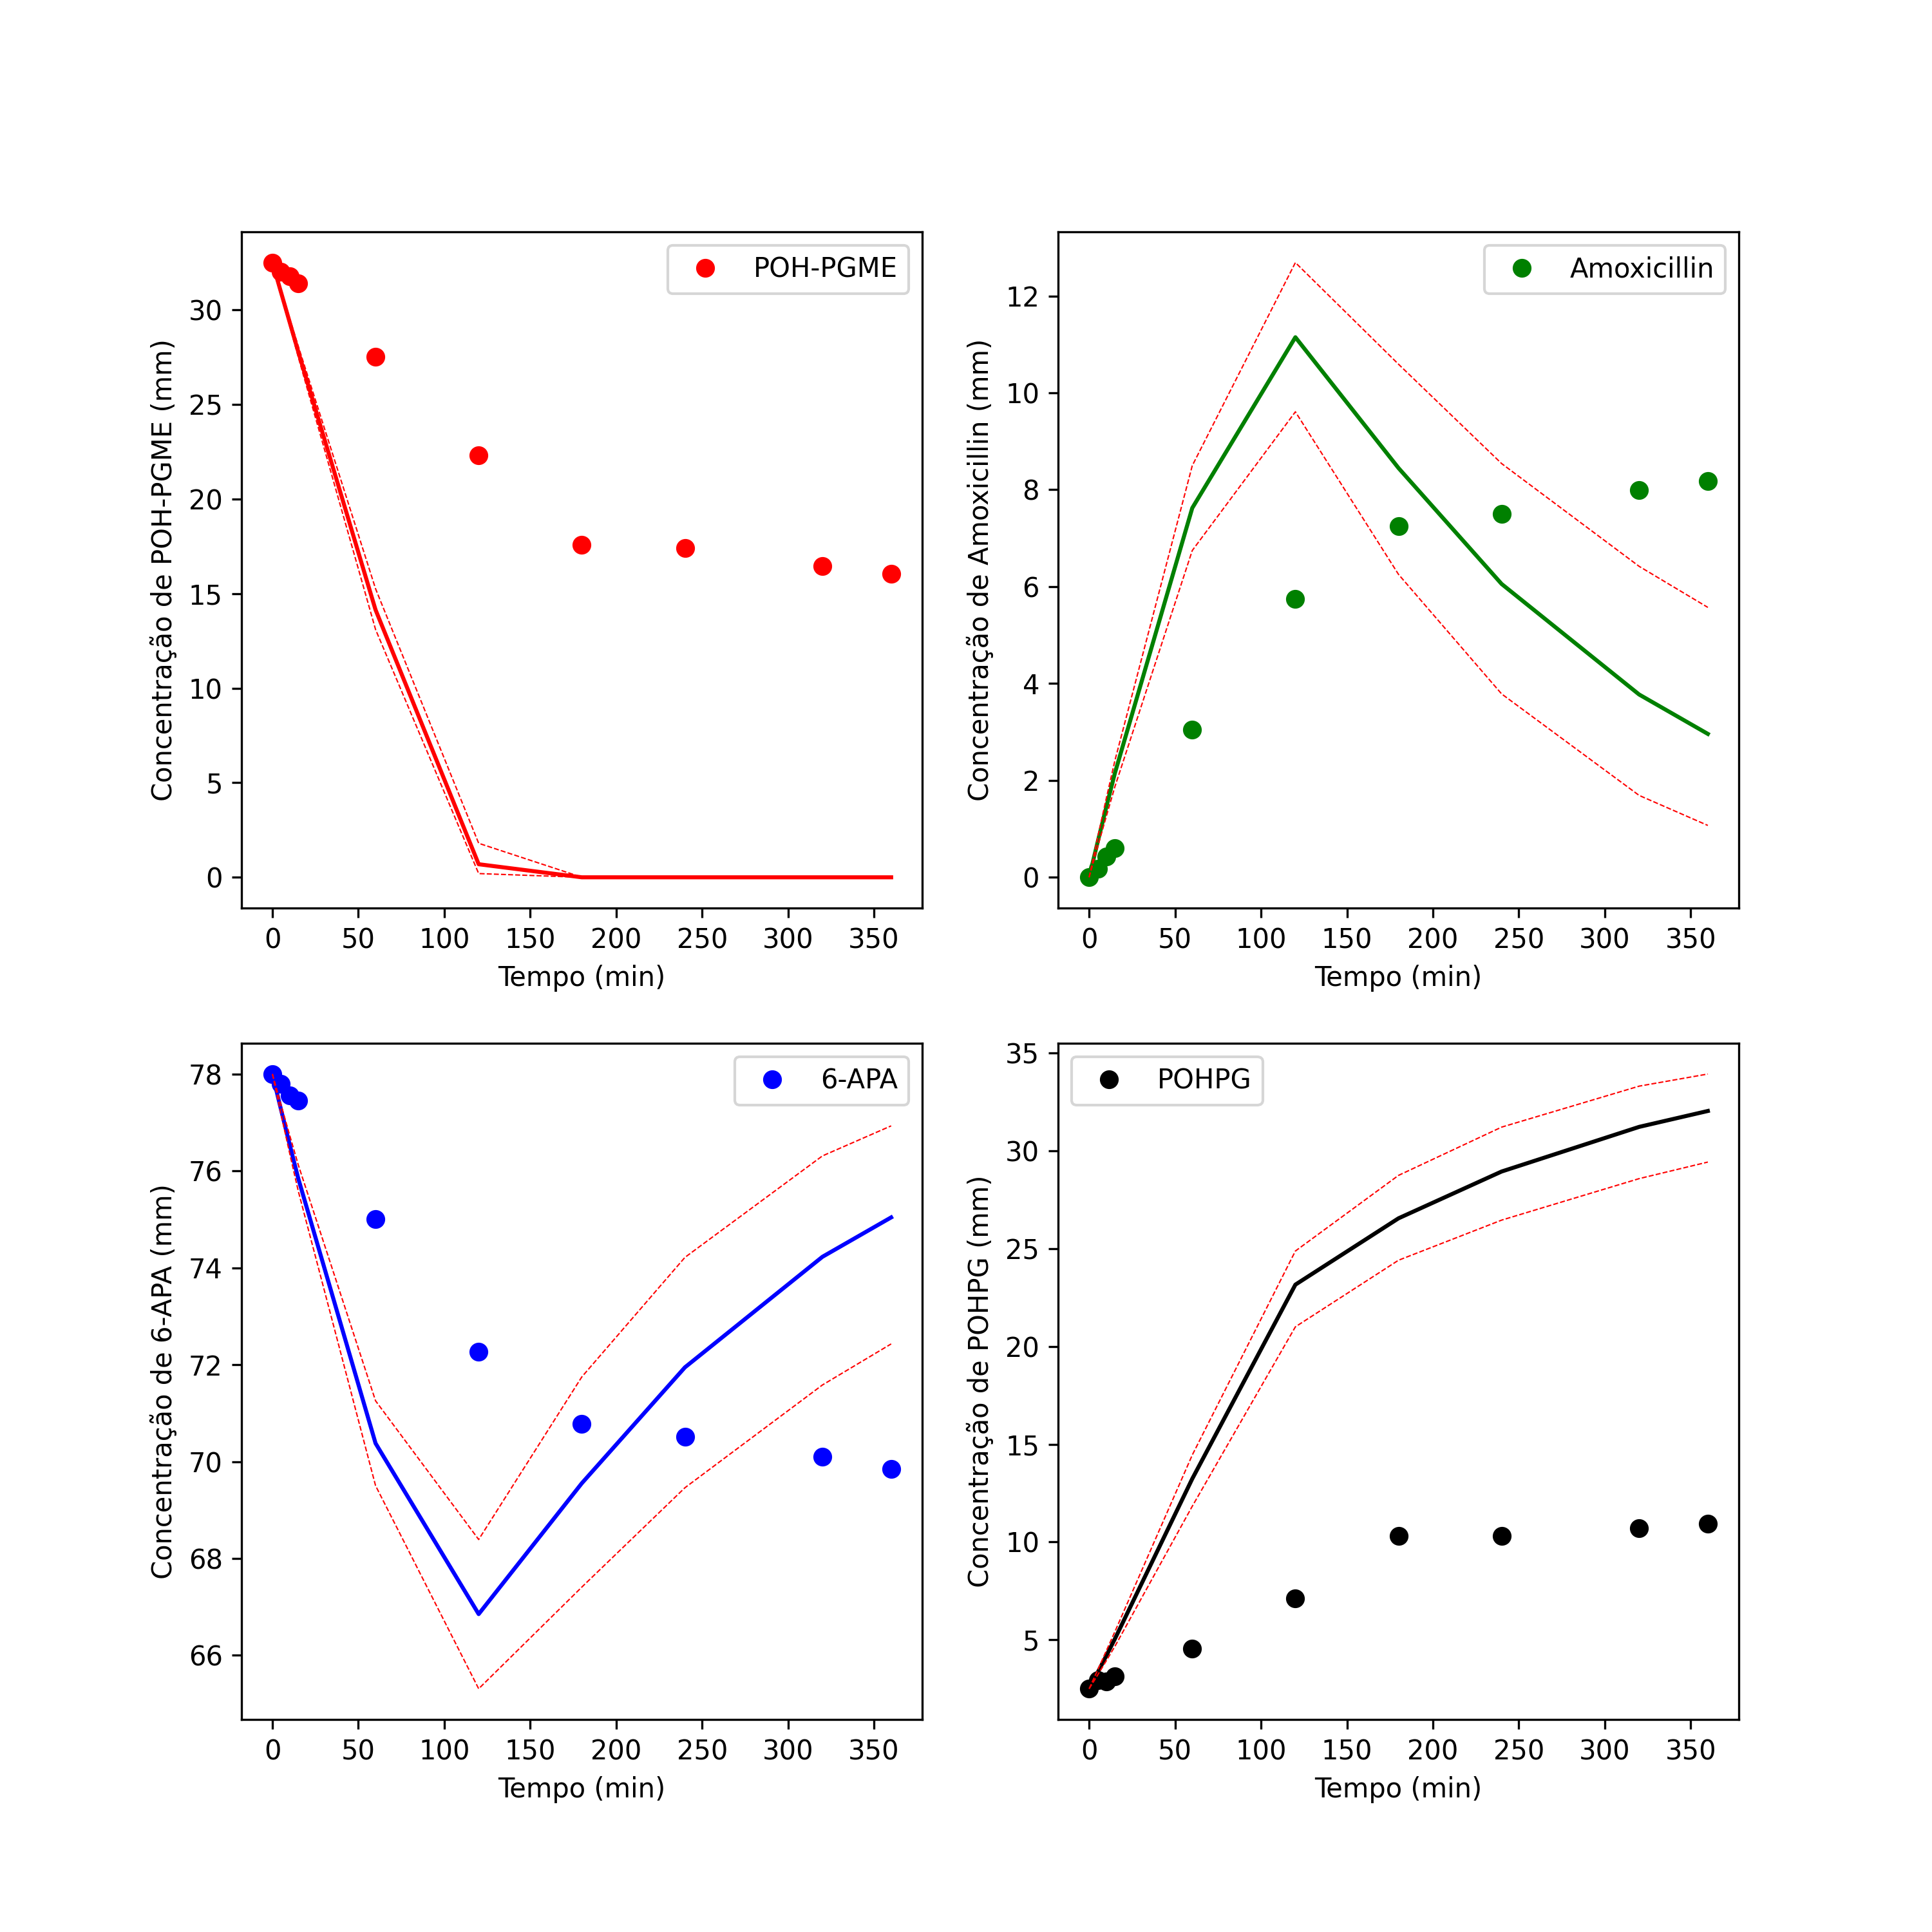 POH-PGME
Concentração de POH-PGME (mm)
30
25
20
15
10
5
0
0 50 100 150 200 250 300 350
Tempo (min)
Amoxicillin
Concentração de Amoxicillin (mm)
12
10
8
6
4
2
0
0 50 100 150 200 250 300 350
Tempo (min)
6-APA
Concentração de 6-APA (mm)
78
76
74
72
70
68
66
0 50 100 150 200 250 300 350
Tempo (min)
POHPG
Concentração de POHPG (mm)
35
30
25
20
15
10
5
0 50 100 150 200 250 300 350
Tempo (min)